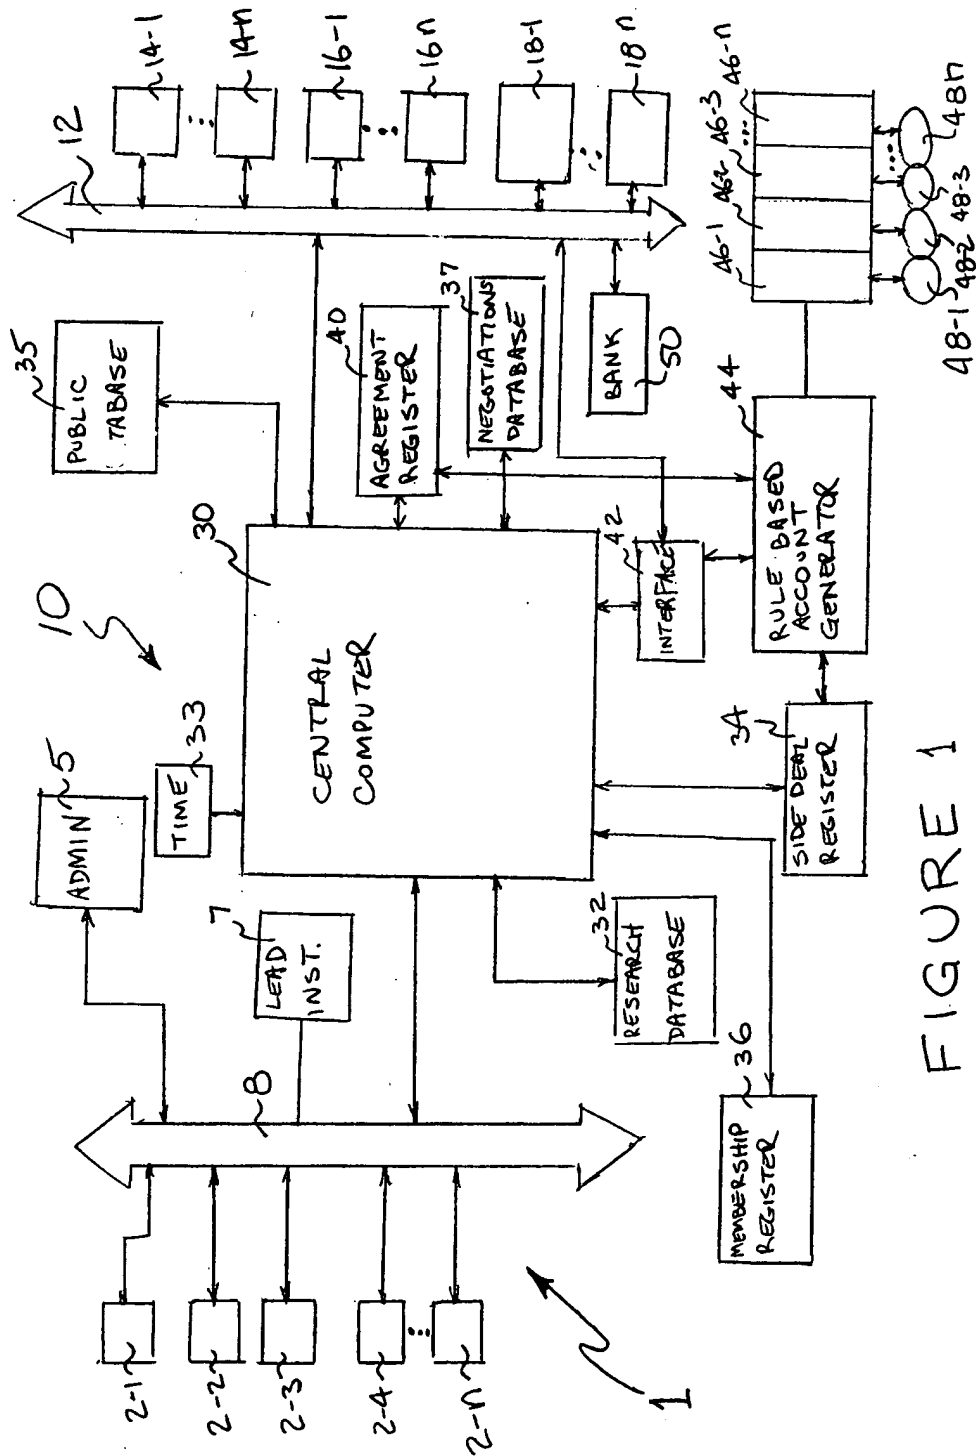 12
14-1
14-n
16-1
16n
18-1
18n
35
PUBLIC
TABASE
40
AGREEMENT
REGISTER
37
NEGOTIATIONS
DATABASE
BANK
50
46-1
46-2
46-3
46-n
48-1
48-2
48-3
48n
10
30
CENTRAL
COMPUTER
42
INTERFACE
44
RULE BASED
ACCOUNT
GENERATOR
5
ADMIN
33
TIME
7
LEAD
INST.
32
RESEARCH
DATABASE
34
SIDE DEAL
REGISTER
36
MEMBERSHIP
REGISTER
8
2-1
2-2
2-3
2-4
2-n
1
FIGURE 1